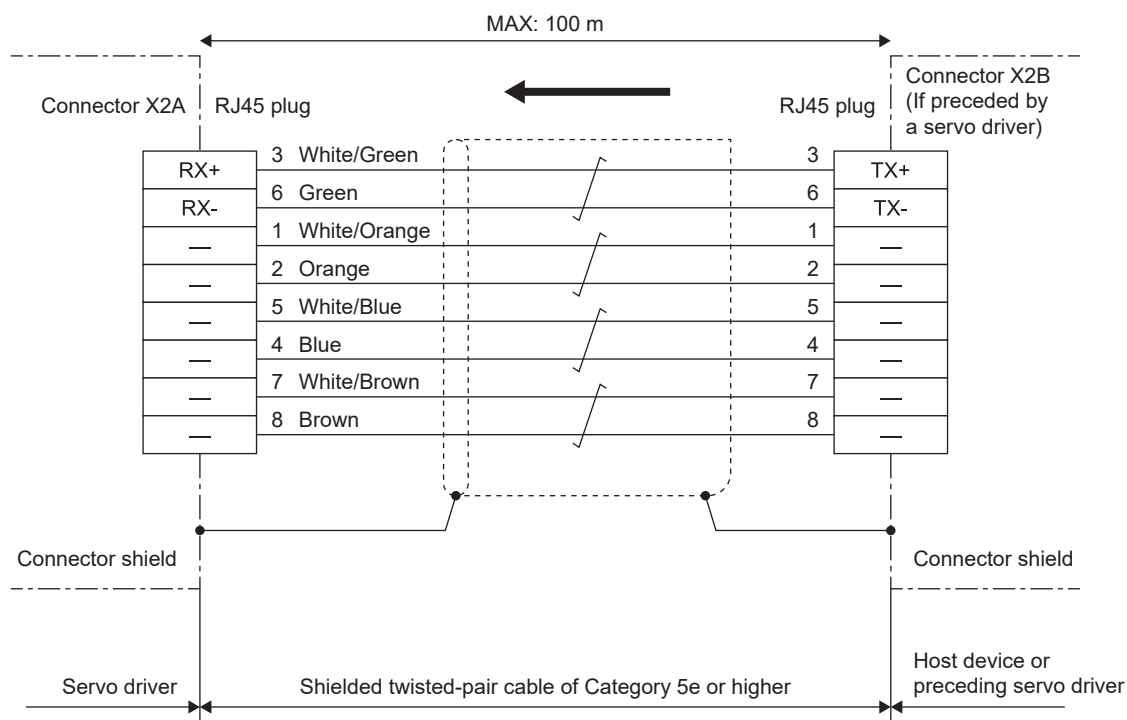 MAX: 100 m
Connector X2A
RJ45 plug
RJ45 plug
Connector X2B
(If preceded by
a servo driver)
RX+ 3 White/Green 3 TX+
RX- 6 Green 6 TX-
— 1 White/Orange 1 —
— 2 Orange 2 —
— 5 White/Blue 5 —
— 4 Blue 4 —
— 7 White/Brown 7 —
— 8 Brown 8 —
Connector shield
Connector shield
Servo driver
Shielded twisted-pair cable of Category 5e or higher
Host device or
preceding servo driver